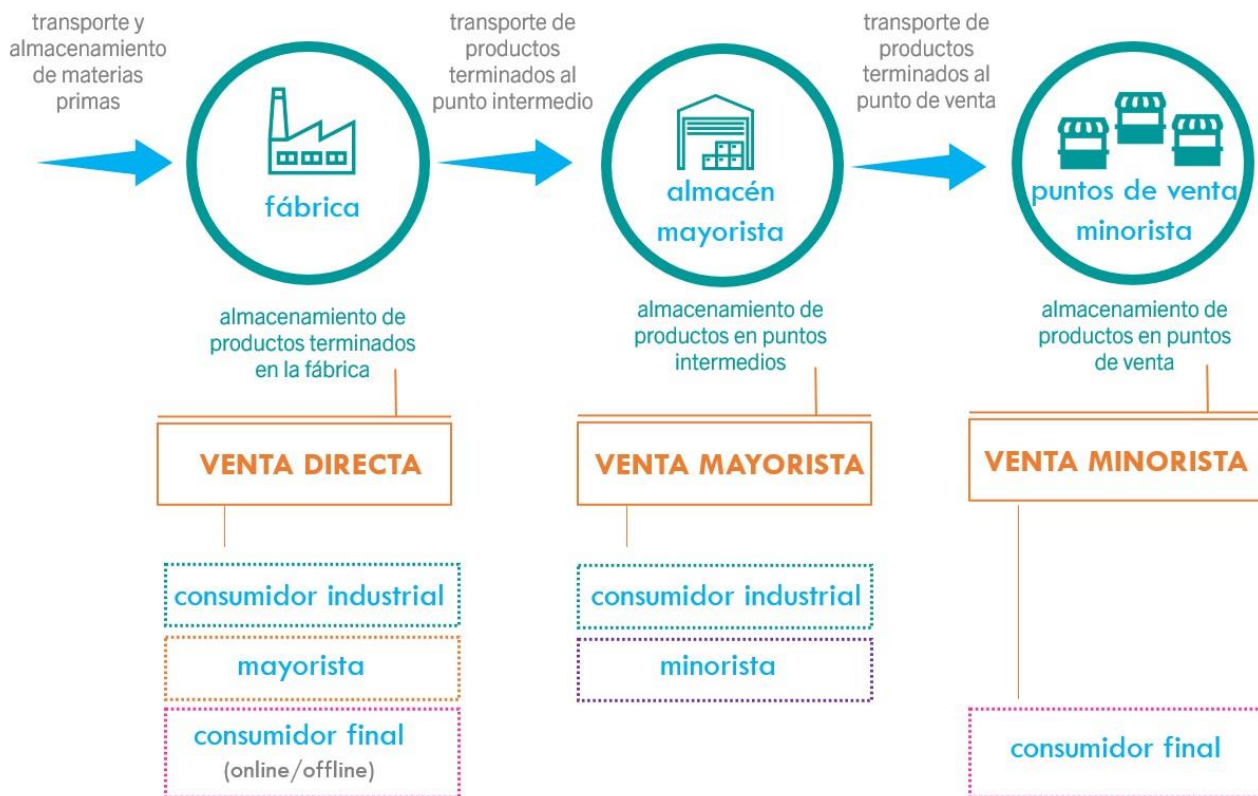 transporte y
almacenamiento
de materias
primas
fábrica
almacenamiento de
productos terminados
en la fábrica
transporte de
productos
terminados al
punto intermedio
almacén
mayorista
almacenamiento de
productos en puntos
intermedios
transporte de
productos
terminados al
punto de venta
puntos de venta
minorista
almacenamiento de
productos en puntos
de venta
VENTA DIRECTA
consumidor industrial
mayorista
consumidor final
(online/offline)
VENTA MAYORISTA
consumidor industrial
minorista
VENTA MINORISTA
consumidor final